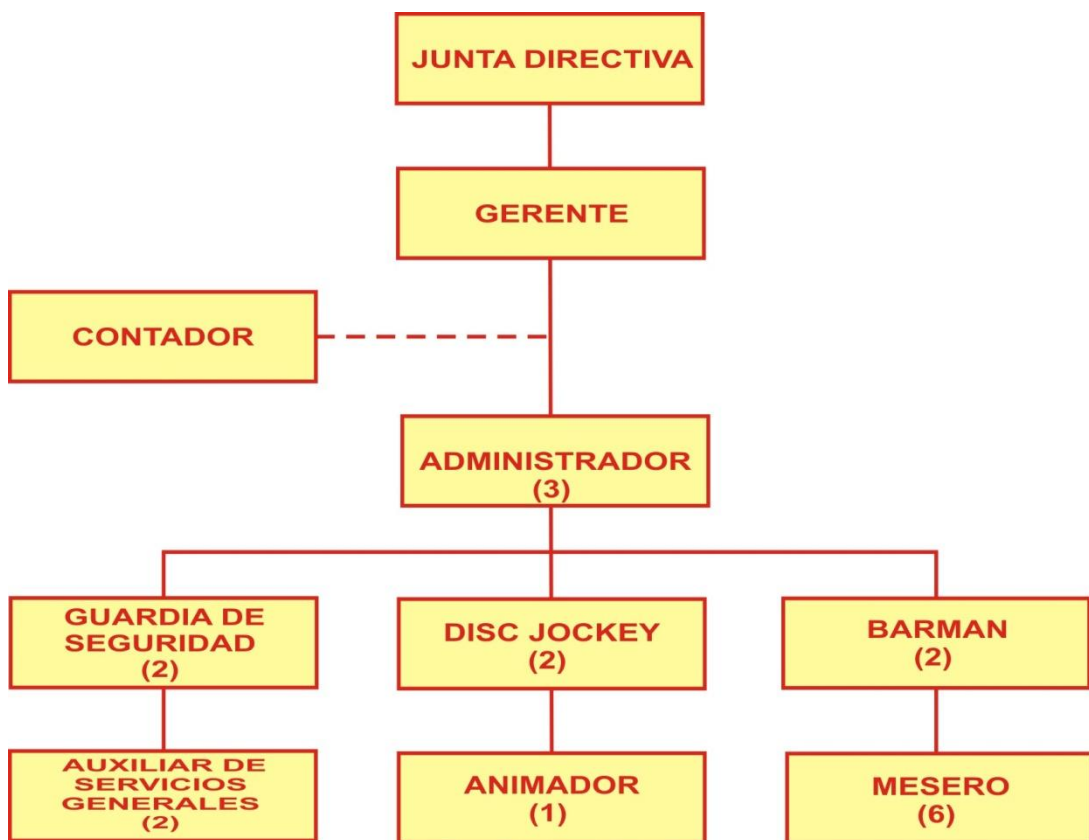 JUNTA DIRECTIVA
GERENTE
CONTADOR
ADMINISTRADOR
(3)
GUARDIA DE
SEGURIDAD
(2)
DISC JOCKEY
(2)
BARMAN
(2)
AUXILIAR DE
SERVICIOS
GENERALES
(2)
ANIMADOR
(1)
MESERO
(6)